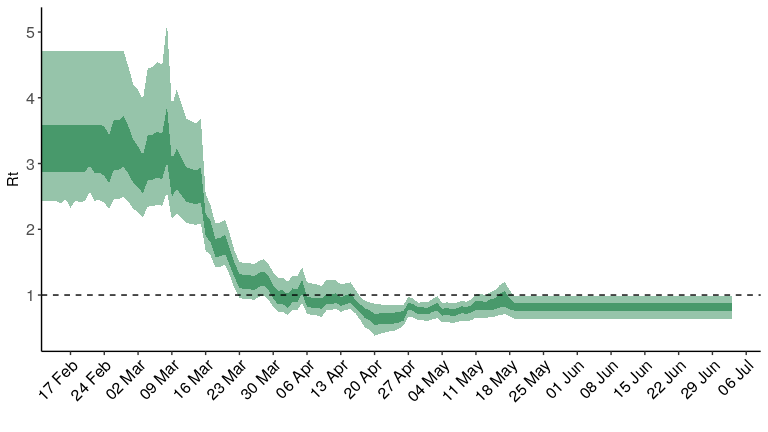 5
4
3
2
1
Rt
17 Feb
24 Feb
02 Mar
09 Mar
16 Mar
23 Mar
30 Mar
06 Apr
13 Apr
20 Apr
27 Apr
04 May
11 May
18 May
25 May
01 Jun
08 Jun
15 Jun
22 Jun
29 Jun
06 Jul